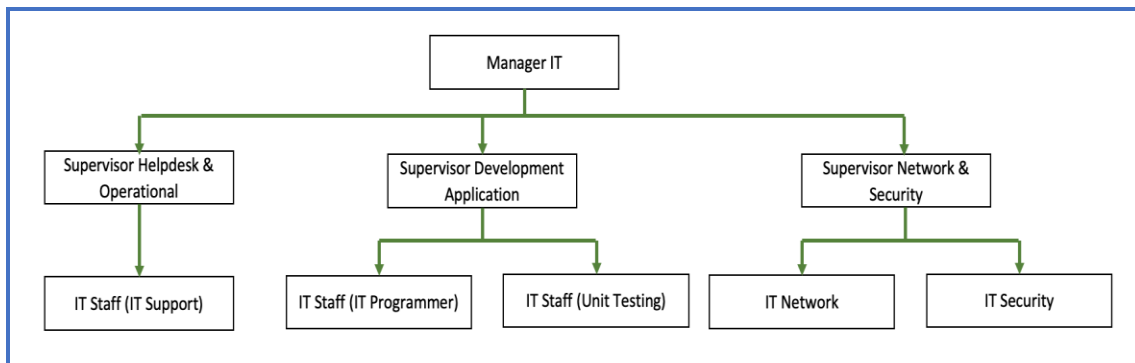 Manager IT
Supervisor Helpdesk &
Operational
Supervisor Development
Application
Supervisor Network &
Security
IT Staff (IT Support)
IT Staff (IT Programmer)
IT Staff (Unit Testing)
IT Network
IT Security